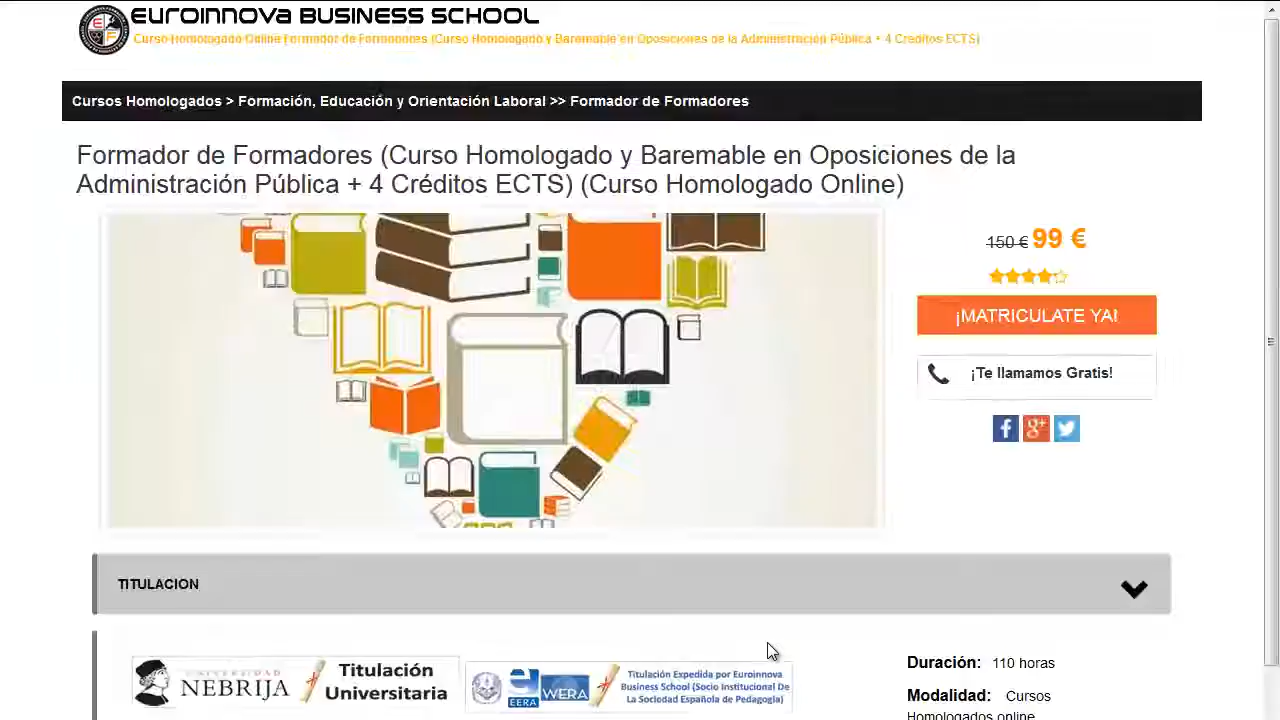 Euroinnova BUSINESS SCHOOL
Curso Homologado Online Formador de Formadores (Curso Homologado y Baremable en Oposiciones de la Administración Pública + 4 Créditos ECTS)
Cursos Homologados > Formación, Educación y Orientación Laboral >> Formador de Formadores
Formador de Formadores (Curso Homologado y Baremable en Oposiciones de la
Administración Pública + 4 Créditos ECTS) (Curso Homologado Online)
150 € 99 €
¡MATRICULATE YA!
¡Te llamamos Gratis!
TITULACION
UNIVERSIDAD
NEBRIJA
Titulación
Universitaria
EERA
WERA
Titulación Expedida por Euroinnova
Business School (Socio Institucional De
La Sociedad Española de Pedagogía)
Duración: 110 horas
Modalidad: Cursos
Homologados online